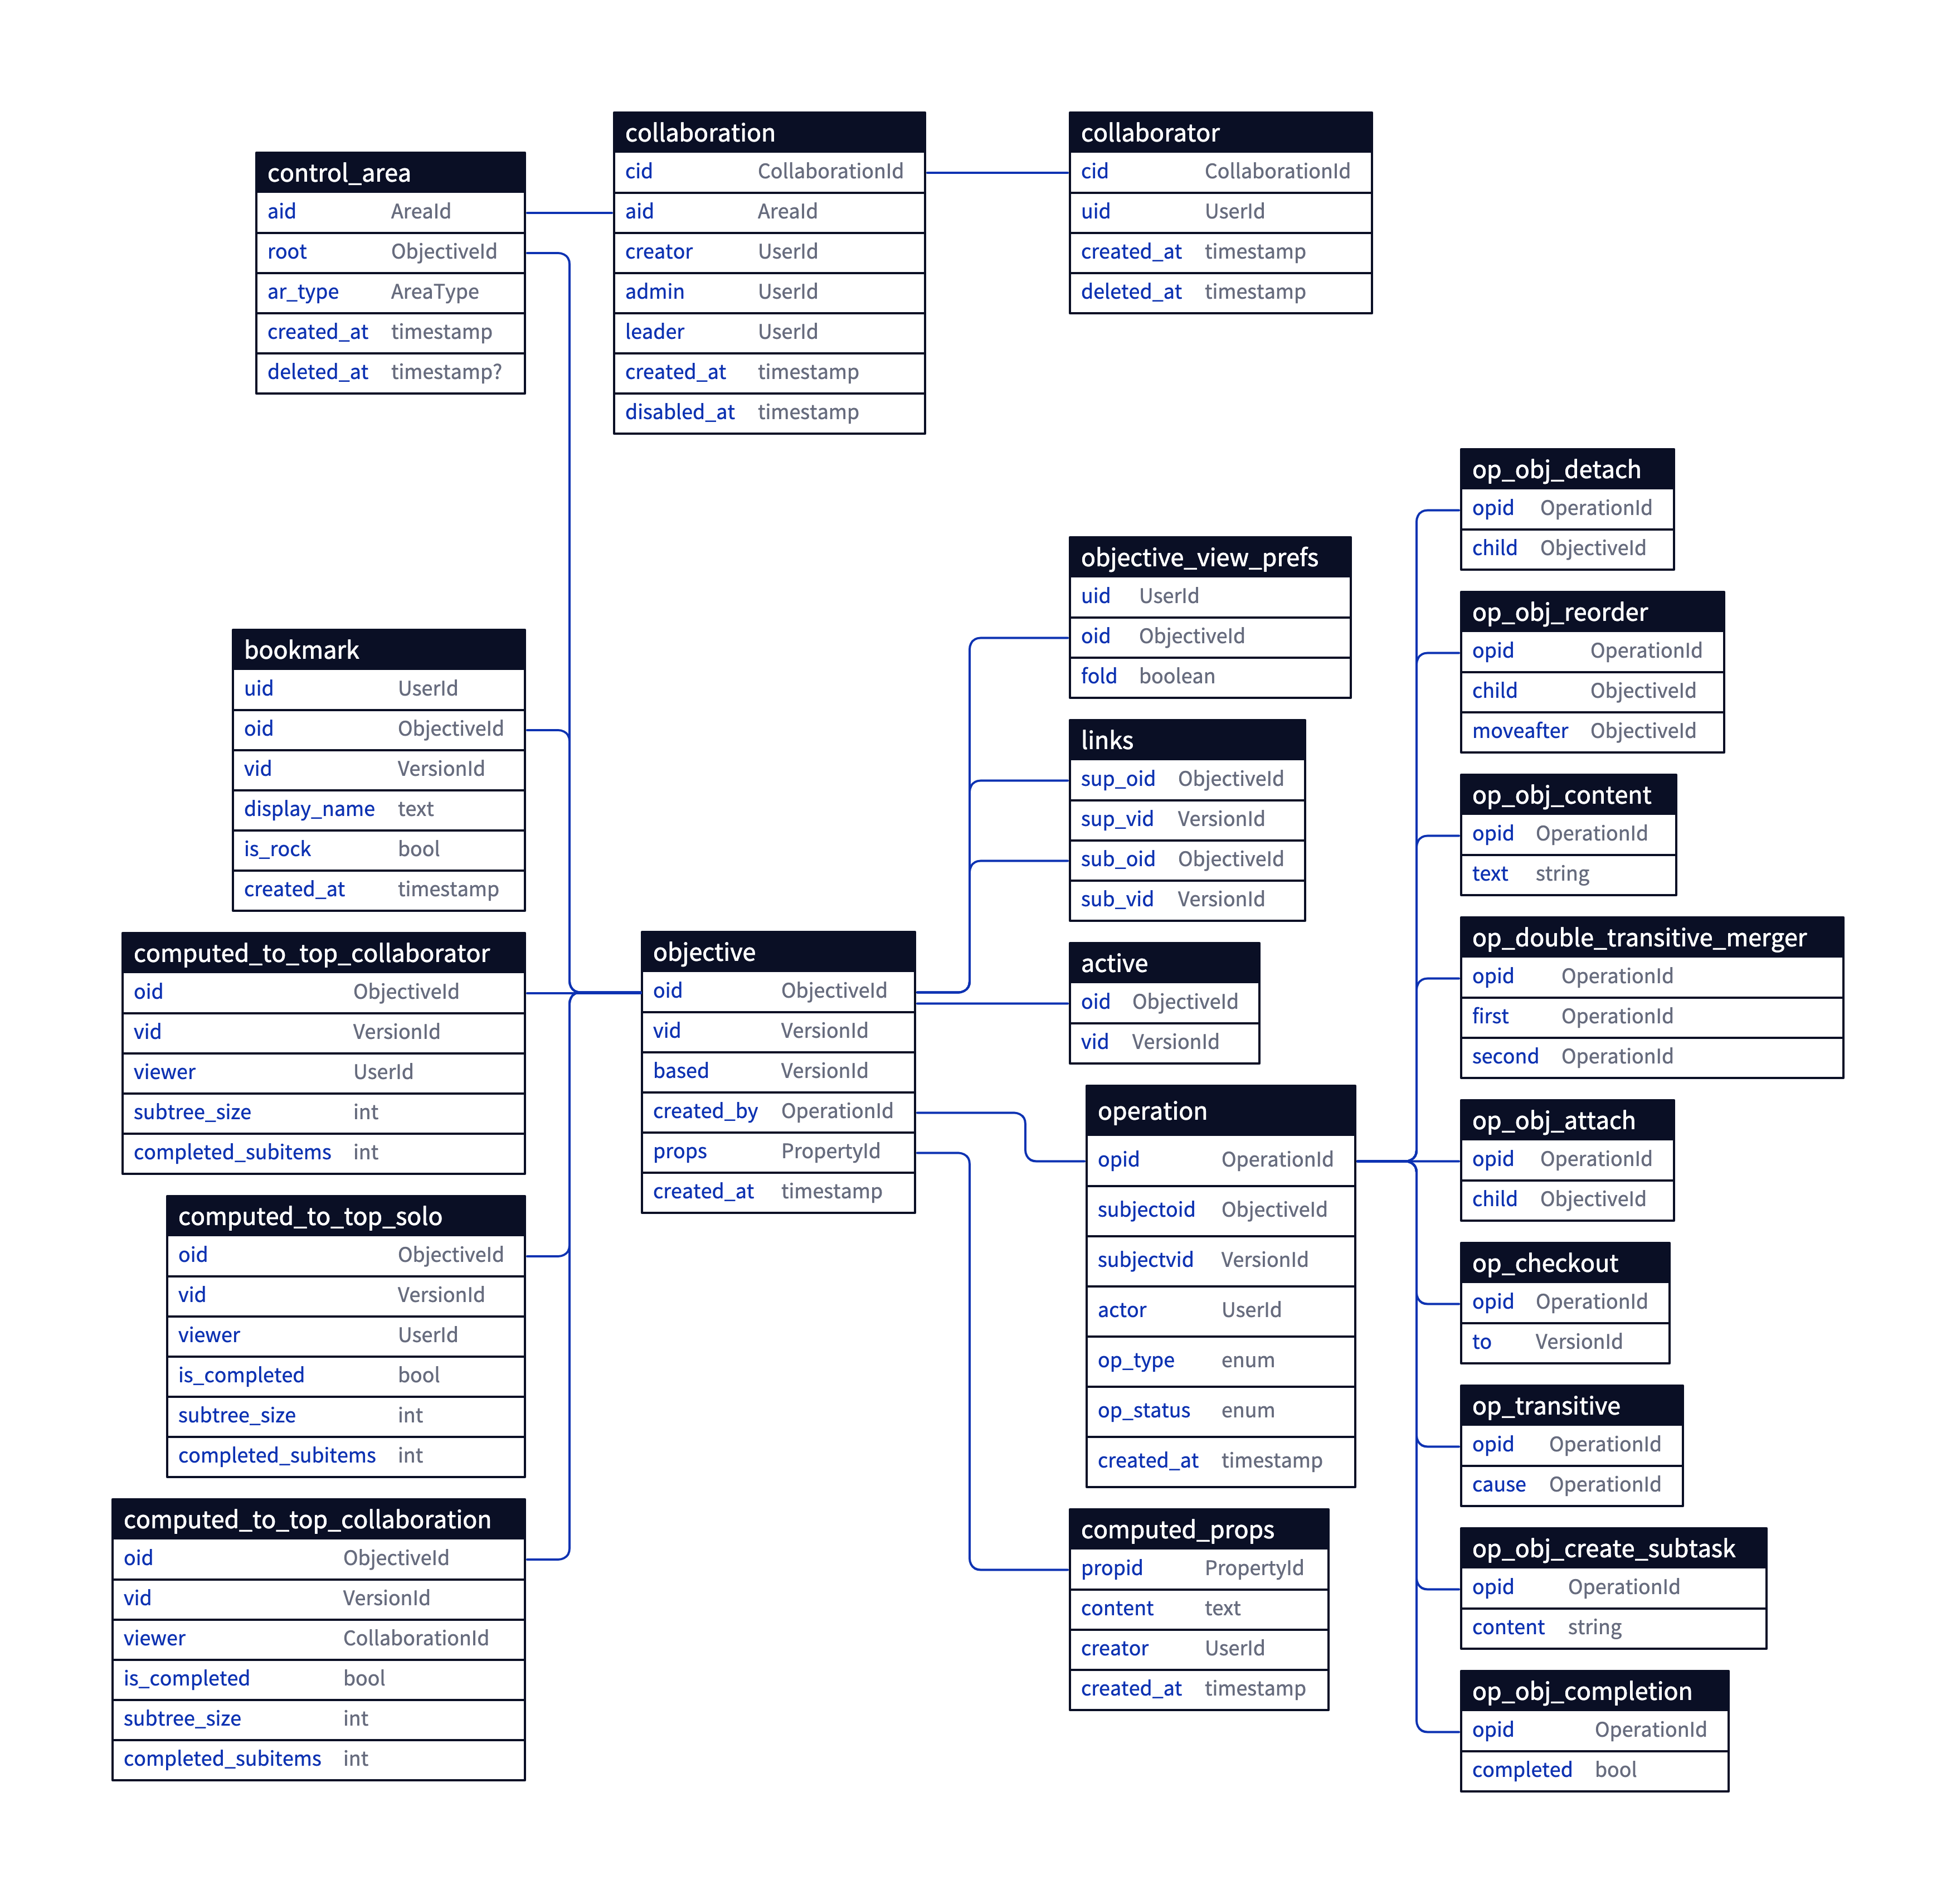 control_area
aid AreaId
root ObjectiveId
ar_type AreaType
created_at timestamp
deleted_at timestamp?
collaboration
cid CollaborationId
aid AreaId
creator UserId
admin UserId
leader UserId
created_at timestamp
disabled_at timestamp
collaborator
cid CollaborationId
uid UserId
created_at timestamp
deleted_at timestamp
bookmark
uid UserId
oid ObjectiveId
vid VersionId
display_name text
is_rock bool
created_at timestamp
computed_to_top_collaborator
oid ObjectiveId
vid VersionId
viewer UserId
subtree_size int
completed_subitems int
computed_to_top_solo
oid ObjectiveId
vid VersionId
viewer UserId
is_completed bool
subtree_size int
completed_subitems int
computed_to_top_collaboration
oid ObjectiveId
vid VersionId
viewer CollaborationId
is_completed bool
subtree_size int
completed_subitems int
objective
oid ObjectiveId
vid VersionId
based VersionId
created_by OperationId
props PropertyId
created_at timestamp
objective_view_prefs
uid UserId
oid ObjectiveId
fold boolean
links
sup_oid ObjectiveId
sup_vid VersionId
sub_oid ObjectiveId
sub_vid VersionId
active
oid ObjectiveId
vid VersionId
operation
opid OperationId
subjectoid ObjectiveId
subjectvid VersionId
actor UserId
op_type enum
op_status enum
created_at timestamp
computed_props
propid PropertyId
content text
creator UserId
created_at timestamp
op_obj_detach
opid OperationId
child ObjectiveId
op_obj_reorder
opid OperationId
child ObjectiveId
moveafter ObjectiveId
op_obj_content
opid OperationId
text string
op_double_transitive_merger
opid OperationId
first OperationId
second OperationId
op_obj_attach
opid OperationId
child ObjectiveId
op_checkout
opid OperationId
to VersionId
op_transitive
opid OperationId
cause OperationId
op_obj_create_subtask
opid OperationId
content string
op_obj_completion
opid OperationId
completed bool